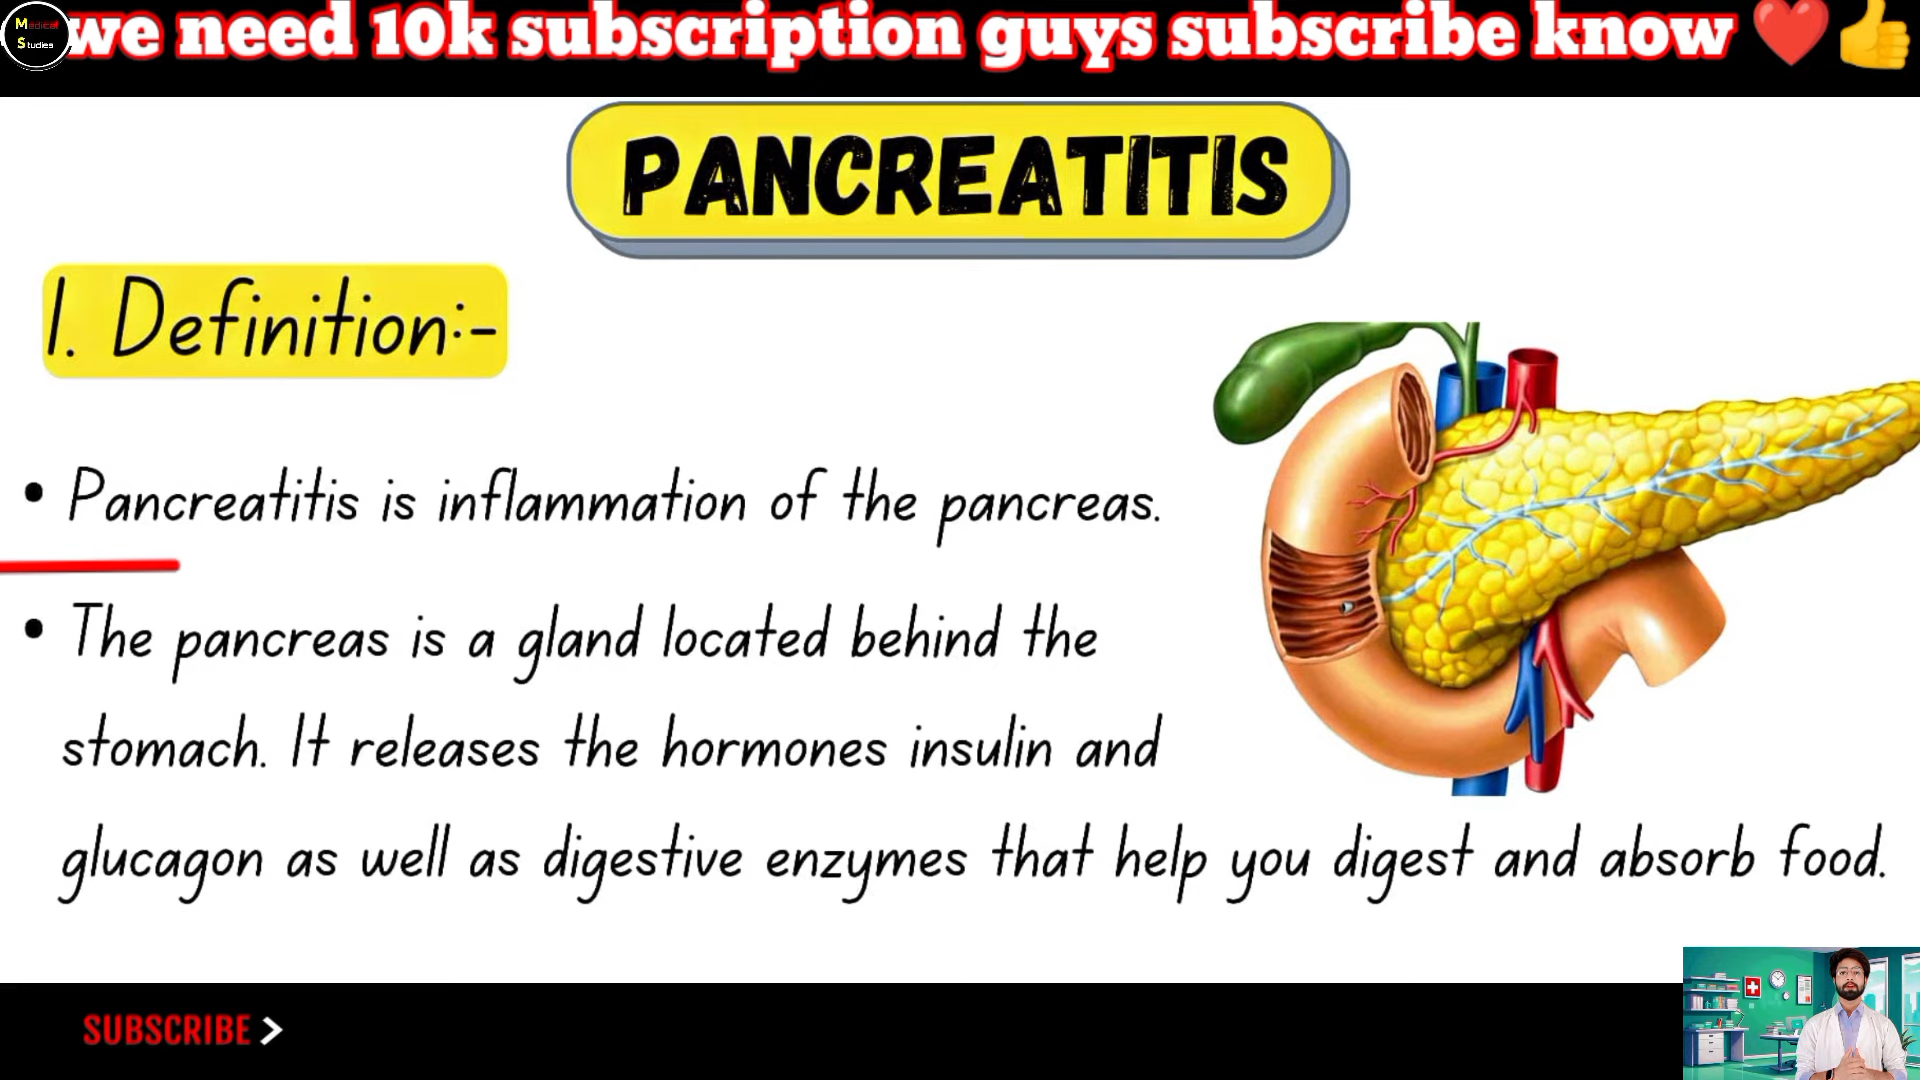 Medical
Studies
we need 10k subscription guys subscribe know ❤️👍
PANCREATITIS
1. Definition:-
• Pancreatitis is inflammation of the pancreas.
• The pancreas is a gland located behind the
stomach. It releases the hormones insulin and
glucagon as well as digestive enzymes that help you digest and absorb food.
SUBSCRIBE >